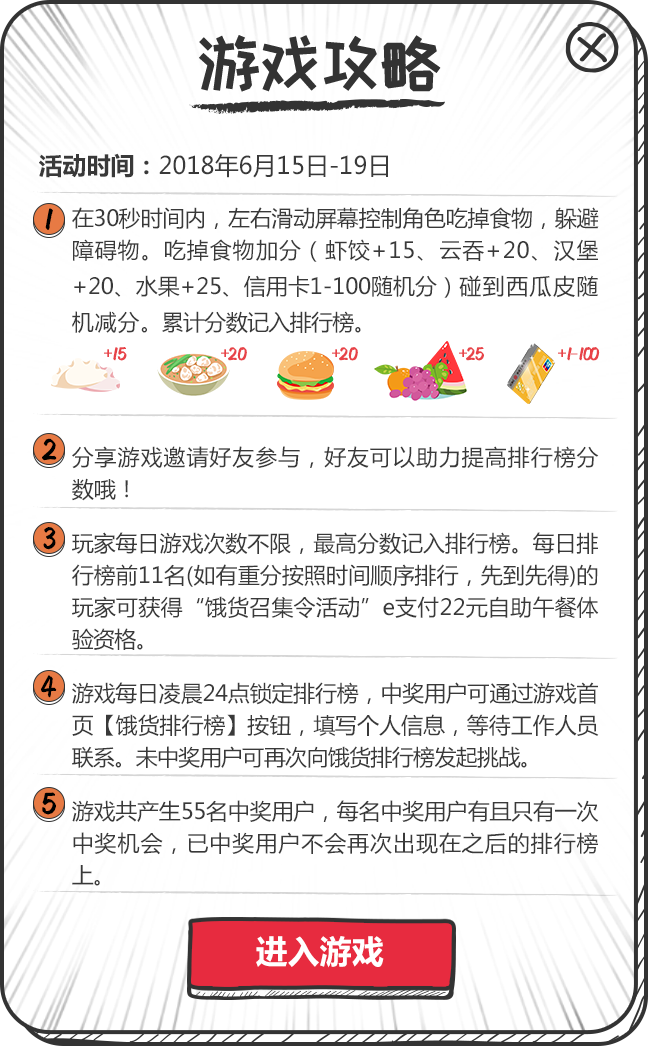 游戏攻略
活动时间：2018年6月15日-19日
1 在30秒时间内，左右滑动屏幕控制角色吃掉食物，躲避
障碍物。吃掉食物加分（虾饺+15、云吞+20、汉堡
+20、水果+25、信用卡1-100随机分）碰到西瓜皮随
机减分。累计分数记入排行榜。
+15 +20 +20 +25 +1-100
2 分享游戏邀请好友参与，好友可以助力提高排行榜分
数哦！
3 玩家每日游戏次数不限，最高分数记入排行榜。每日排
行榜前11名(如有重分按照时间顺序排行，先到先得)的
玩家可获得“饿货召集令活动”e支付22元自助午餐体
验资格。
4 游戏每日凌晨24点锁定排行榜，中奖用户可通过游戏首
页【饿货排行榜】按钮，填写个人信息，等待工作人员
联系。未中奖用户可再次向饿货排行榜发起挑战。
5 游戏共产生55名中奖用户，每名中奖用户有且只有一次
中奖机会，已中奖用户不会再次出现在之后的排行榜
上。
进入游戏